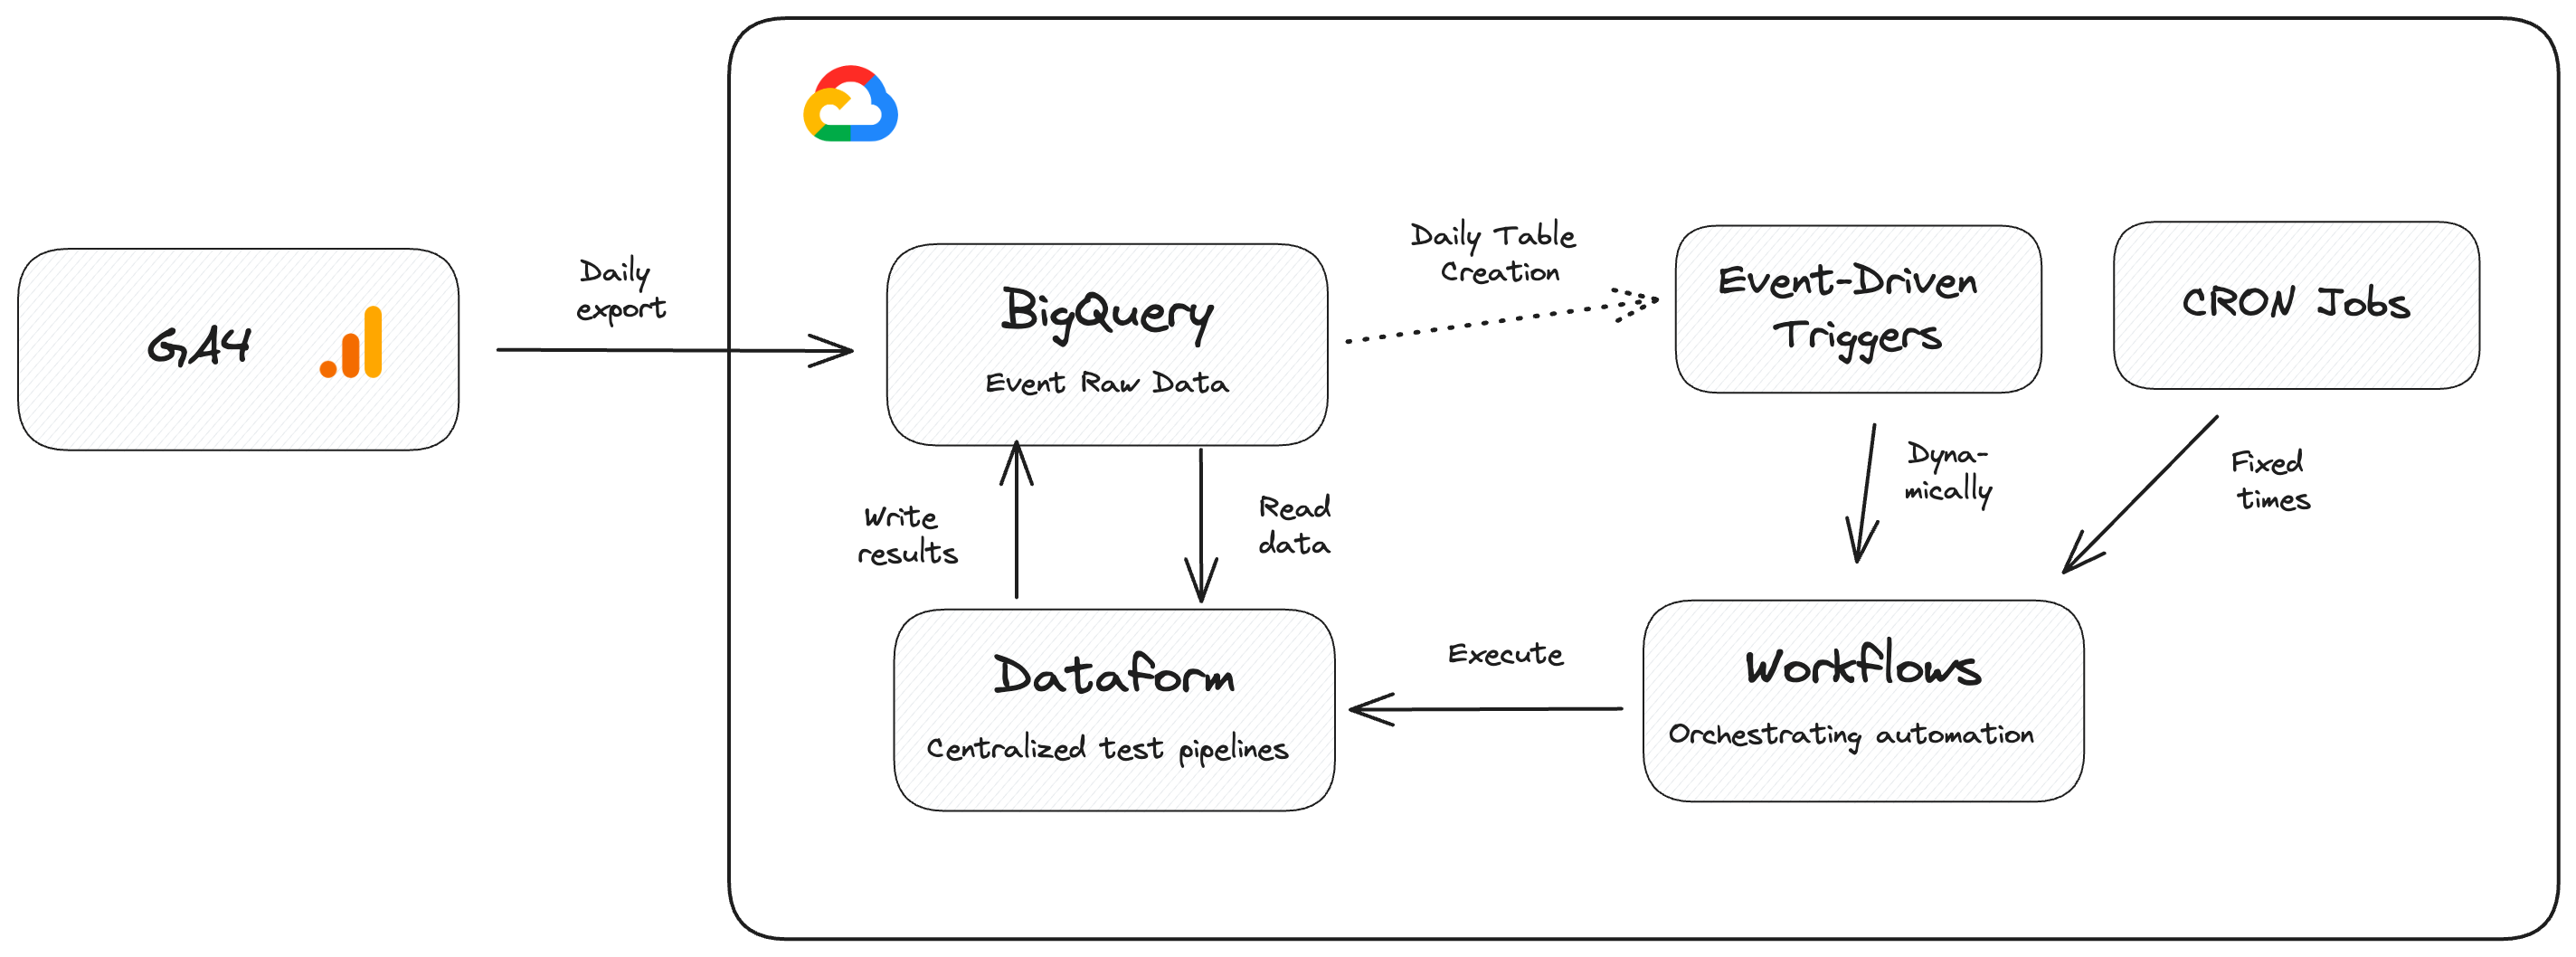 GA4
Daily
export
BigQuery
Event Raw Data
Daily Table
Creation
Event-Driven
Triggers
CRON Jobs
Write
results
Read
data
Dyna-
mically
Fixed
times
Dataform
Centralized test pipelines
Execute
Workflows
Orchestrating automation